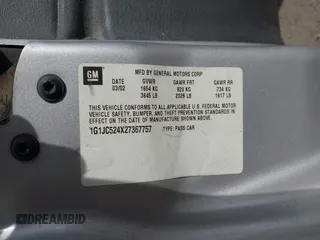 GM
MFD BY GENERAL MOTORS CORP
DATE GVWR GAWR FRT GAWR RR
03/02 1654 KG 920 KG 734 KG
3645 LB 2028 LB 1617 LB
THIS VEHICLE CONFORMS TO ALL APPLICABLE U.S. FEDERAL MOTOR
VEHICLE SAFETY, BUMPER, AND THEFT PREVENTION STANDARDS IN
EFFECT ON THE DATE OF MANUFACTURE SHOWN ABOVE.
1G1JC524X27367757 TYPE: PASS CAR
DREAMBID